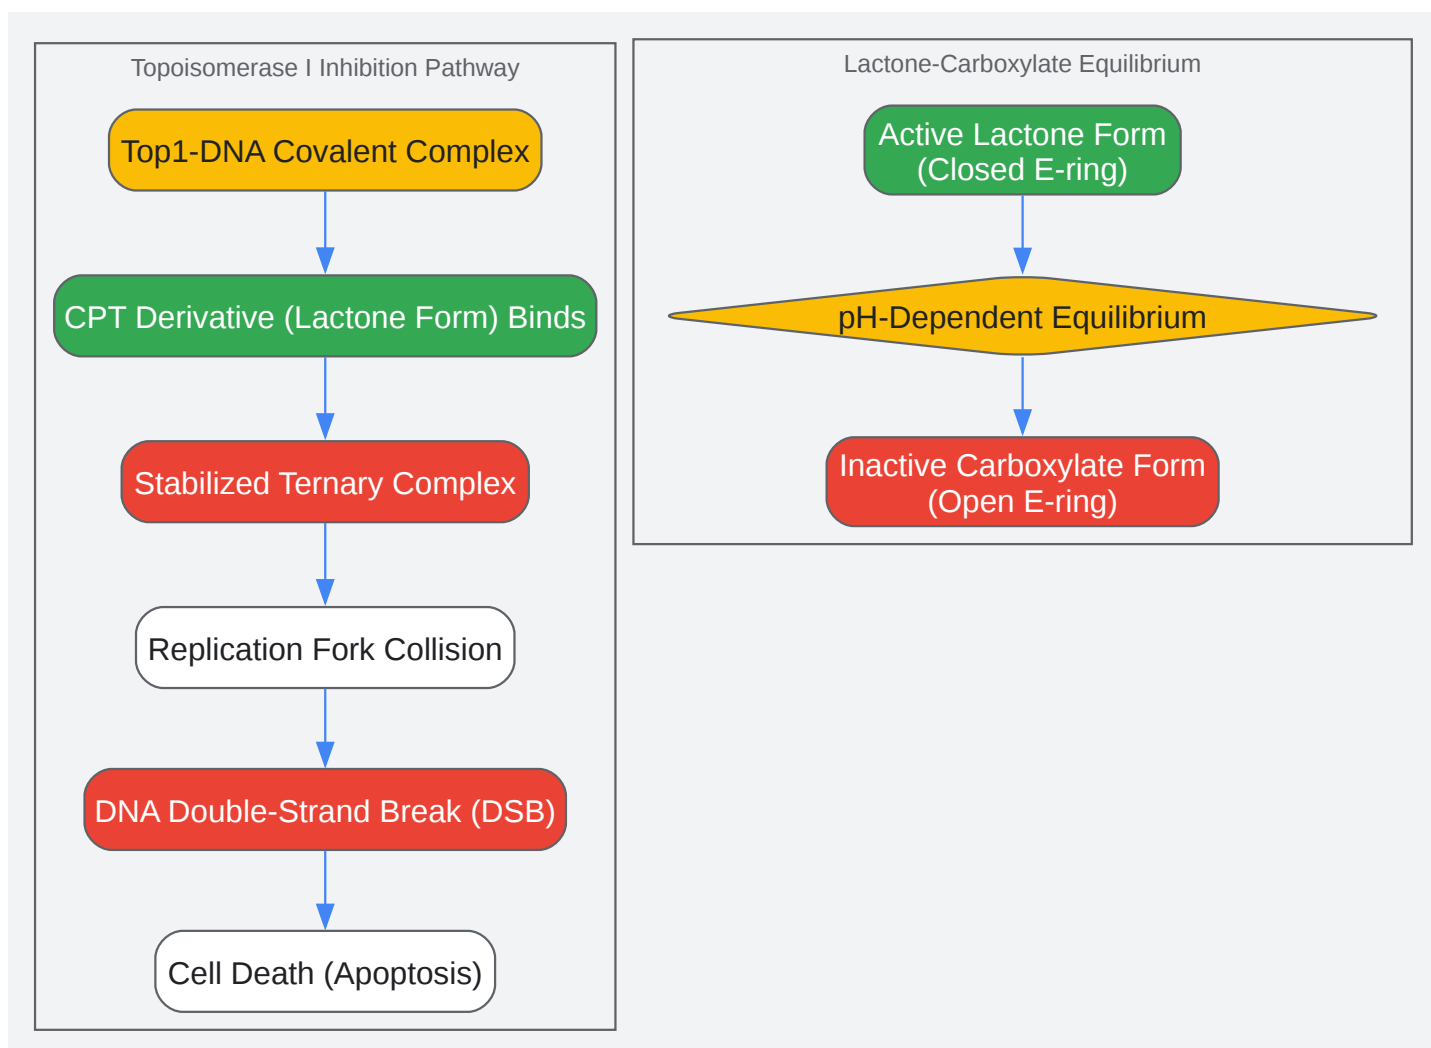 Topoisomerase I Inhibition Pathway
Top1-DNA Covalent Complex
CPT Derivative (Lactone Form) Binds
Stabilized Ternary Complex
Replication Fork Collision
DNA Double-Strand Break (DSB)
Cell Death (Apoptosis)
Lactone-Carboxylate Equilibrium
Active Lactone Form
(Closed E-ring)
pH-Dependent Equilibrium
Inactive Carboxylate Form
(Open E-ring)